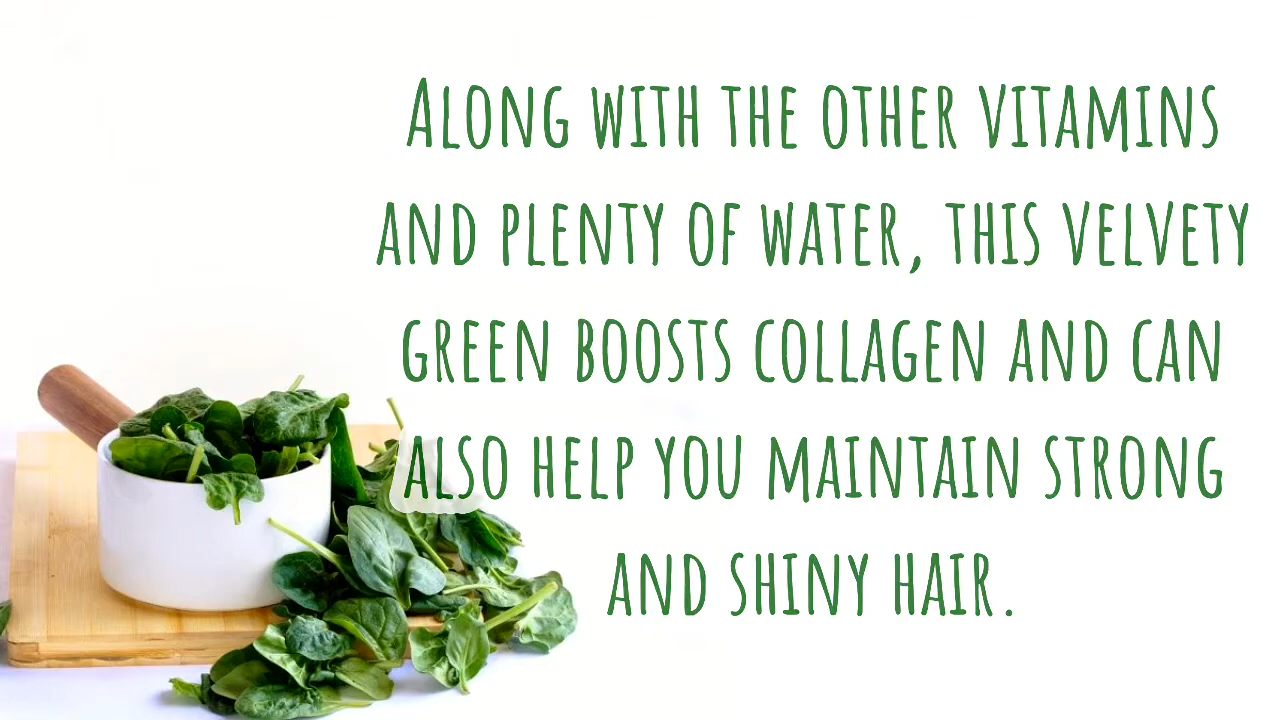 Along with the other vitamins
and plenty of water, this velvety
green boosts collagen and can
also help you maintain strong
and shiny hair.